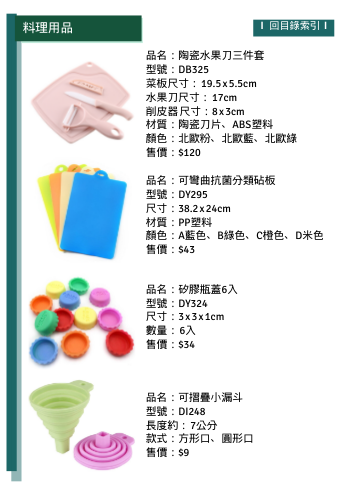 料理用品
回目錄索引
品名：陶瓷水果刀三件套
型號：DB325
菜板尺寸：19.5x5.5cm
水果刀尺寸：17cm
削皮器尺寸：8x3cm
材質：陶瓷刀片、ABS塑料
顏色：北歐粉、北歐藍、北歐綠
售價：$120
品名：可彎曲抗菌分類砧板
型號：DY295
尺寸：38.2x24cm
材質：PP塑料
顏色：A藍色、B綠色、C橙色、D米色
售價：$43
品名：矽膠瓶蓋6入
型號：DY324
尺寸：3x3x1cm
數量：6入
售價：$34
品名：可摺疊小漏斗
型號：DI248
長度約：7公分
款式：方形口、圓形口
售價：$9